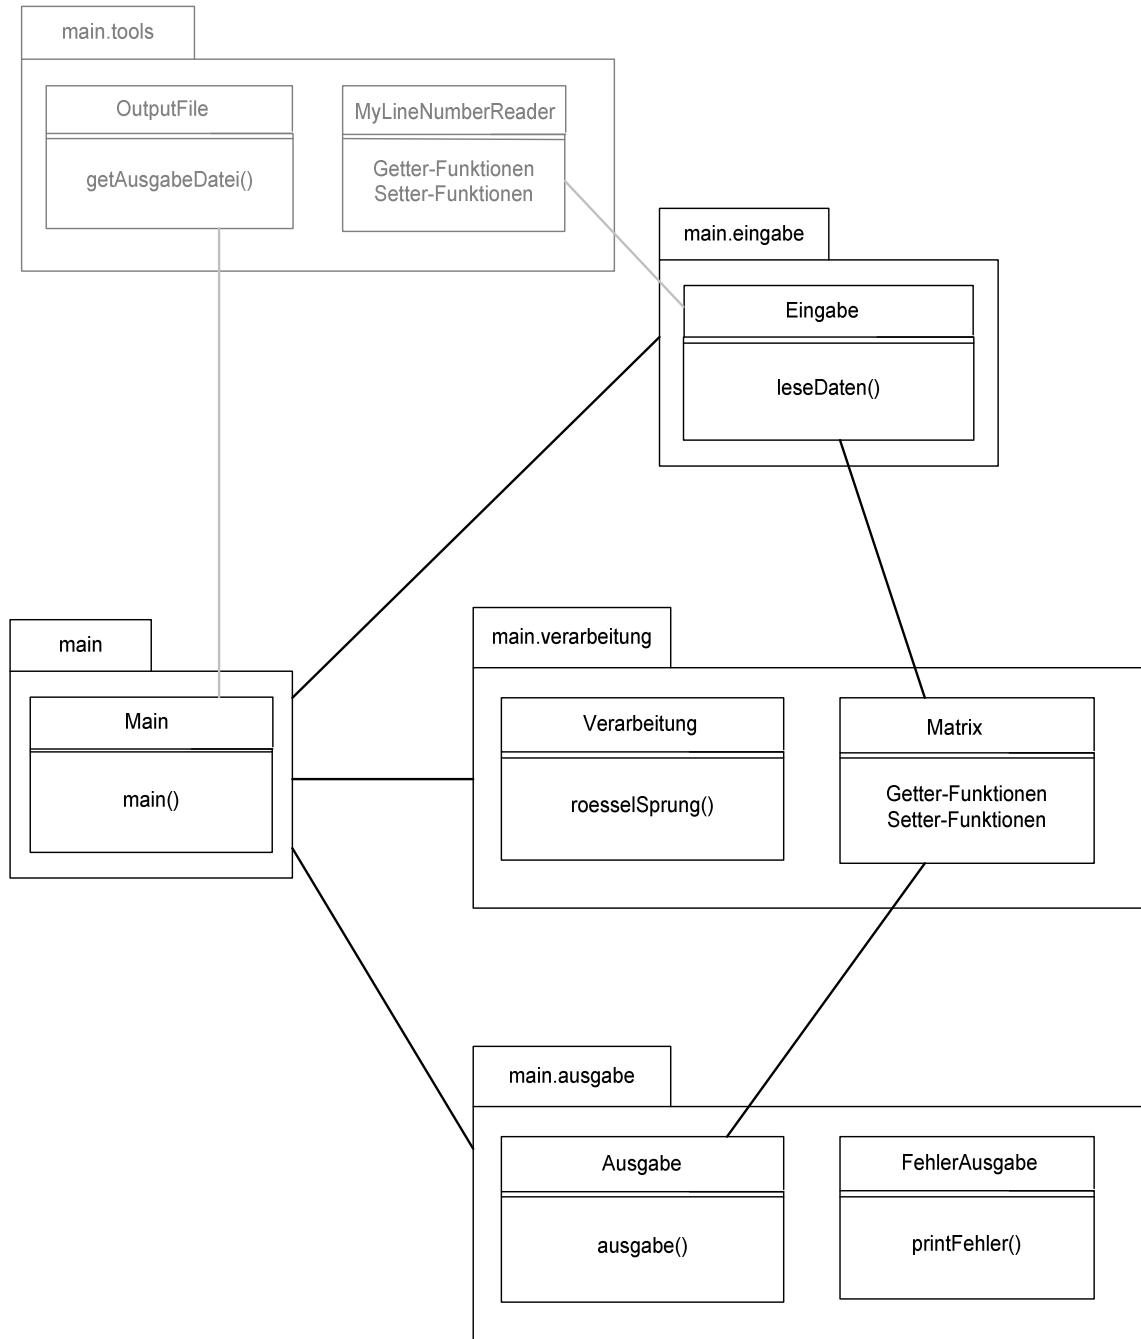 main.tools
OutputFile
getAusgabeDatei()
MyLineNumberReader
Getter-Funktionen
Setter-Funktionen
main.eingabe
Eingabe
leseDaten()
main
Main
main()
main.verarbeitung
Verarbeitung
roesselSprung()
Matrix
Getter-Funktionen
Setter-Funktionen
main.ausgabe
Ausgabe
ausgabe()
FehlerAusgabe
printFehler()